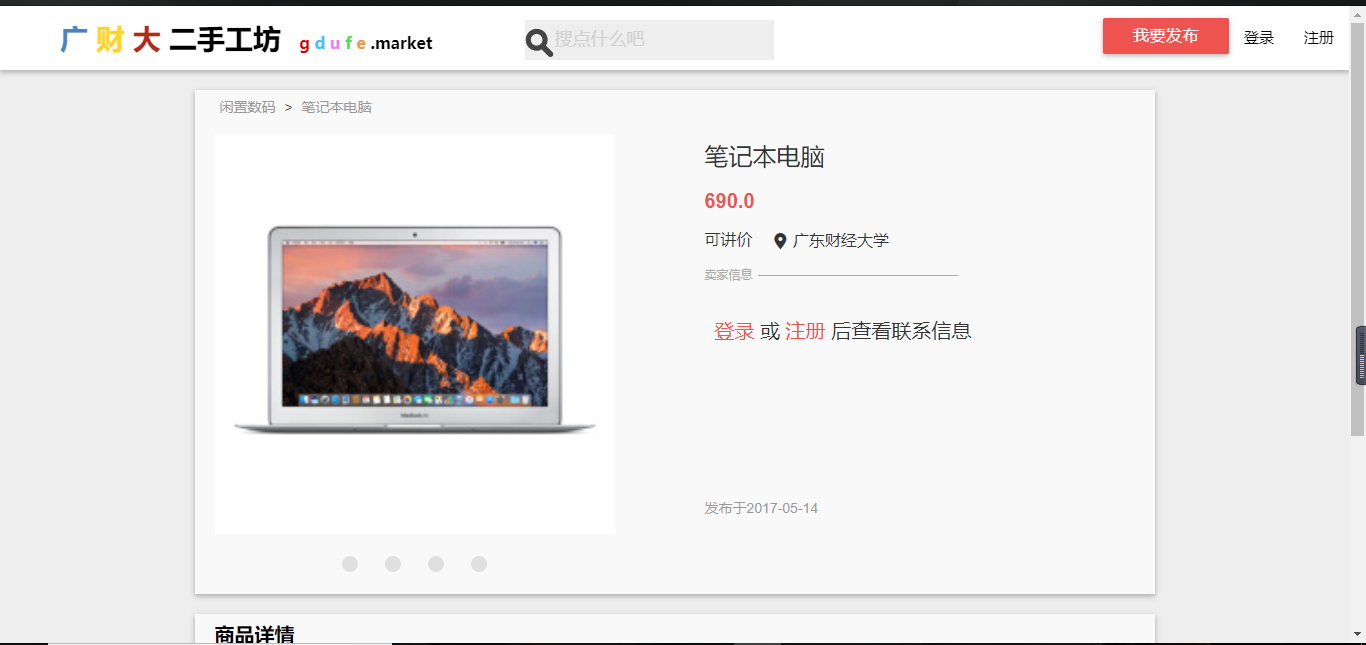 广财大二手工坊 gdufe.market
搜点什么吧
我要发布 登录 注册
闲置数码 > 笔记本电脑
笔记本电脑
690.0
可讲价 广东财经大学
卖家信息
登录 或 注册 后查看联系信息
发布于2017-05-14
商品详情